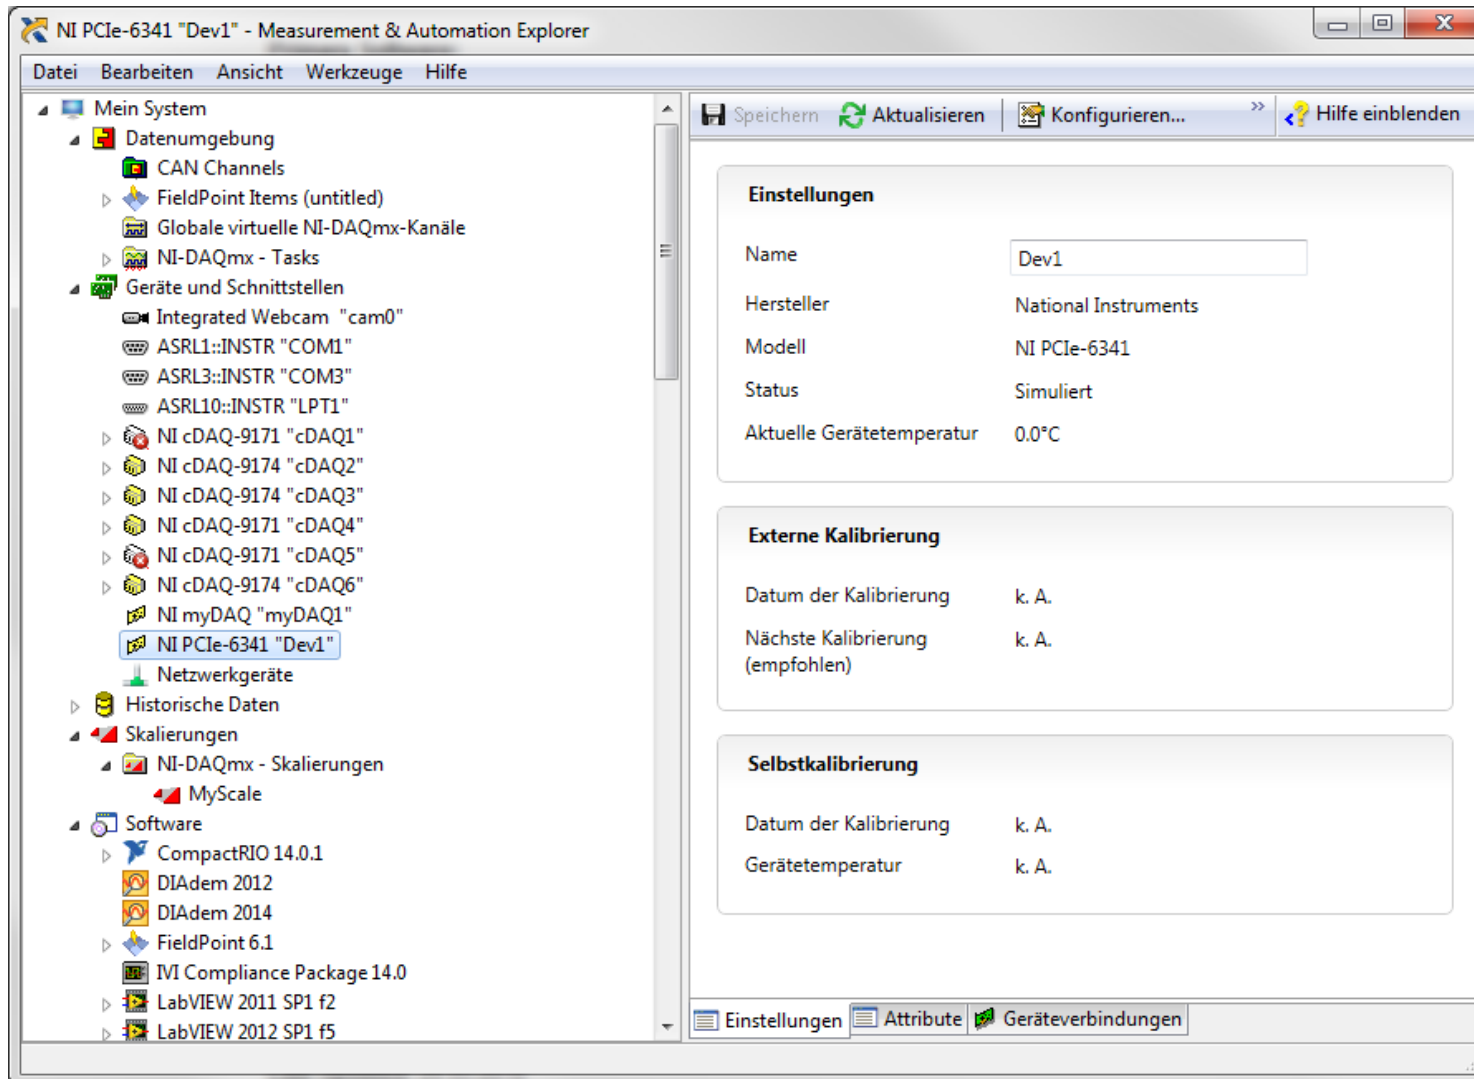 NI PCIe-6341 "Dev1" - Measurement & Automation Explorer
Datei Bearbeiten Ansicht Werkzeuge Hilfe
Mein System
Datenumgebung
CAN Channels
FieldPoint Items (untitled)
Globale virtuelle NI-DAQmx-Kanäle
NI-DAQmx - Tasks
Geräte und Schnittstellen
Integrated Webcam "cam0"
ASRL1::INSTR "COM1"
ASRL3::INSTR "COM3"
ASRL10::INSTR "LPT1"
NI cDAQ-9171 "cDAQ1"
NI cDAQ-9174 "cDAQ2"
NI cDAQ-9174 "cDAQ3"
NI cDAQ-9171 "cDAQ4"
NI cDAQ-9171 "cDAQ5"
NI cDAQ-9174 "cDAQ6"
NI myDAQ "myDAQ1"
NI PCIe-6341 "Dev1"
Netzwerkgeräte
Historische Daten
Skalierungen
NI-DAQmx - Skalierungen
MyScale
Software
CompactRIO 14.0.1
DIAdem 2012
DIAdem 2014
FieldPoint 6.1
IVI Compliance Package 14.0
LabVIEW 2011 SP1 f2
LabVIEW 2012 SP1 f5
Speichern Aktualisieren Konfigurieren... » Hilfe einblenden
Einstellungen
Name Dev1
Hersteller National Instruments
Modell NI PCIe-6341
Status Simuliert
Aktuelle Gerätetemperatur 0.0°C
Externe Kalibrierung
Datum der Kalibrierung k. A.
Nächste Kalibrierung k. A.
(empfohlen)
Selbstkalibrierung
Datum der Kalibrierung k. A.
Gerätetemperatur k. A.
Einstellungen Attribute Geräteverbindungen